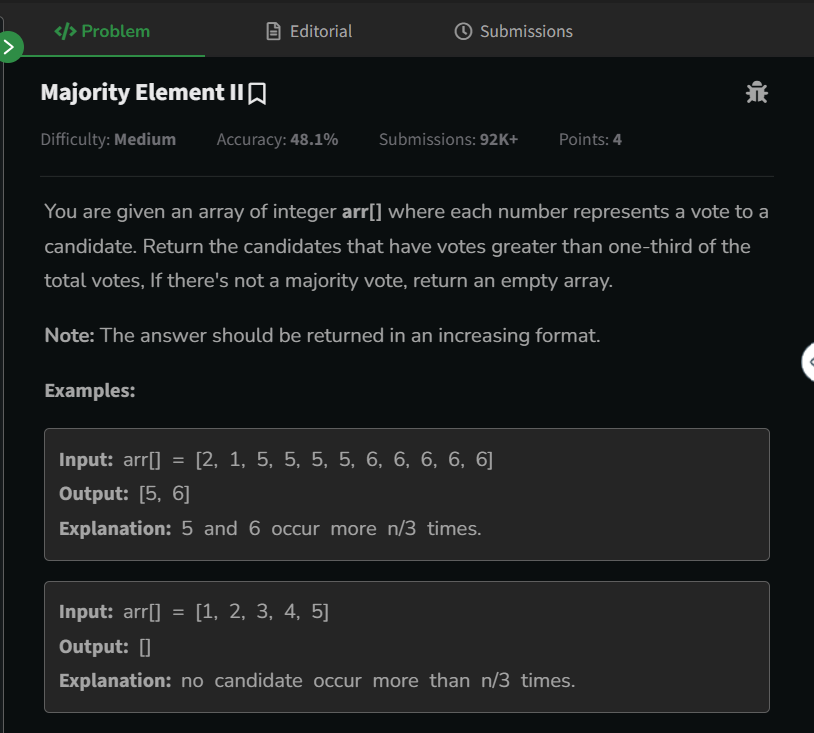 </> Problem
Editorial
Submissions
Majority Element II
Difficulty: Medium Accuracy: 48.1% Submissions: 92K+ Points: 4
You are given an array of integer arr[] where each number represents a vote to a
candidate. Return the candidates that have votes greater than one-third of the
total votes, If there's not a majority vote, return an empty array.
Note: The answer should be returned in an increasing format.
Examples:
Input: arr[] = [2, 1, 5, 5, 5, 5, 6, 6, 6, 6, 6]
Output: [5, 6]
Explanation: 5 and 6 occur more n/3 times.
Input: arr[] = [1, 2, 3, 4, 5]
Output: []
Explanation: no candidate occur more than n/3 times.